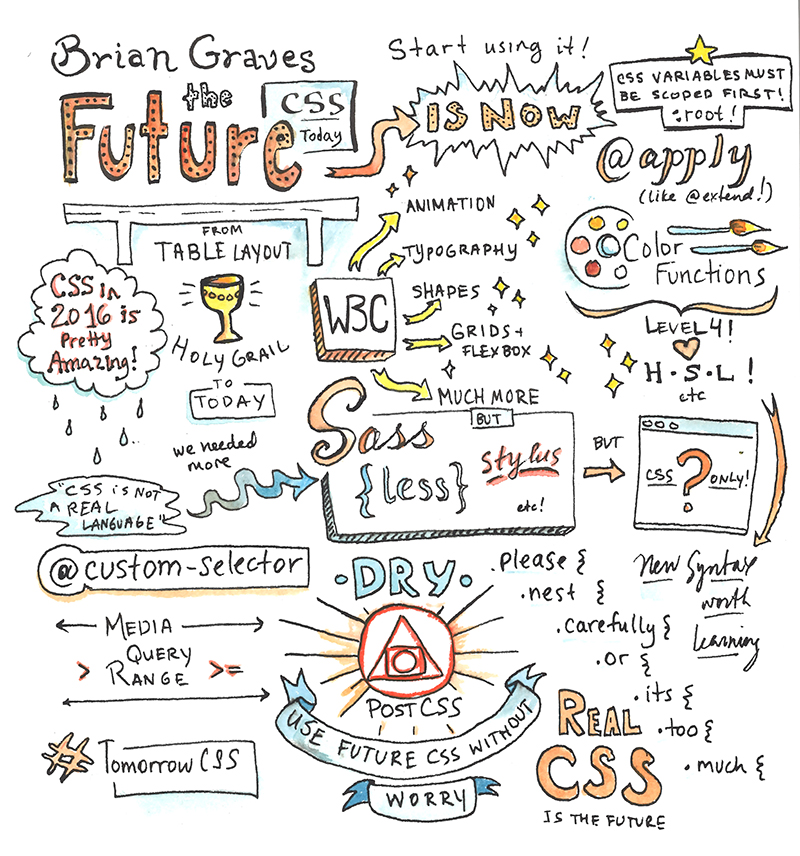 Brian Graves
the
Future
CSS
@Today
Start using it!
IS NOW
CSS VARIABLES MUST
BE SCOPED FIRST!
:root!
@apply
(like @extend!)
Color
Functions
LEVEL 4!
H·S·L!
etc
FROM
TABLE LAYOUT
HOLY GRAIL
TO
TODAY
CSS in
2016 is
Pretty
Amazing!
W3C
ANIMATION
TYPOGRAPHY
SHAPES
GRIDS +
FLEXBOX
MUCH MORE
"CSS IS NOT
A REAL
LANGUAGE"
we needed
more
BUT
Sass
{less}
stylus
etc!
BUT
CSS ? ONLY!
New Syntax
worth
learning
@custom-selector
MEDIA
QUERY
RANGE
> >=
#TomorrowCSS
·DRY·
POSTCSS
USE FUTURE CSS WITHOUT
WORRY
.please {
.nest {
.carefully {
.or {
.its {
.too {
.much {
REAL
CSS
IS THE FUTURE